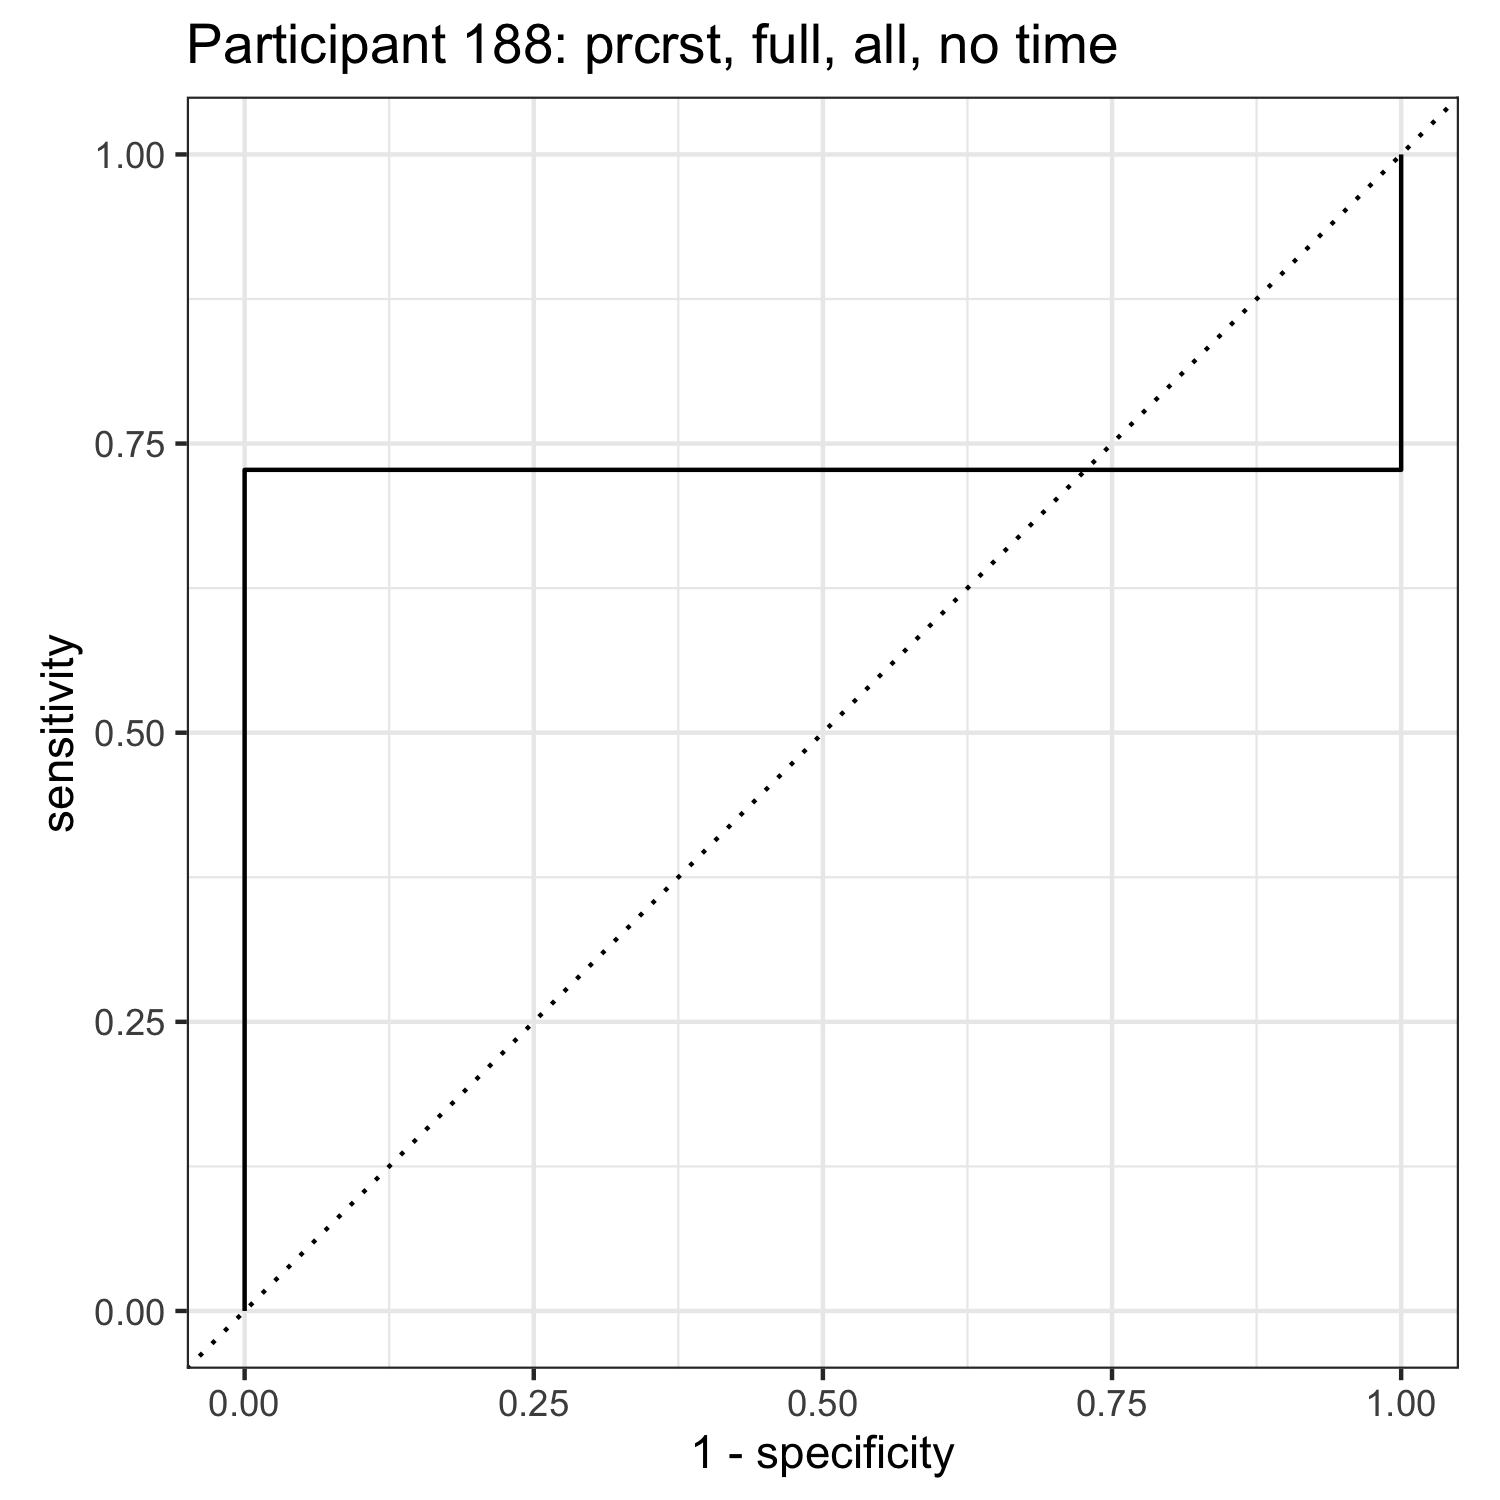 Participant 188: prcrst, full, all, no time
1.00
0.75
0.50
0.25
0.00
sensitivity
0.00 0.25 0.50 0.75 1.00
1 - specificity